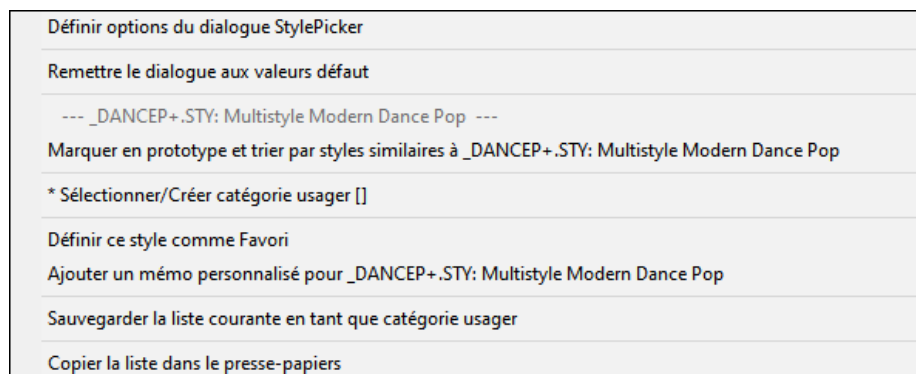 Définir options du dialogue StylePicker
Remettre le dialogue aux valeurs défaut
--- _DANCEP+.STY: Multistyle Modern Dance Pop ---
Marquer en prototype et trier par styles similaires à _DANCEP+.STY: Multistyle Modern Dance Pop
* Sélectionner/Créer catégorie usager []
Définir ce style comme Favori
Ajouter un mémo personnalisé pour _DANCEP+.STY: Multistyle Modern Dance Pop
Sauvegarder la liste courante en tant que catégorie usager
Copier la liste dans le presse-papiers